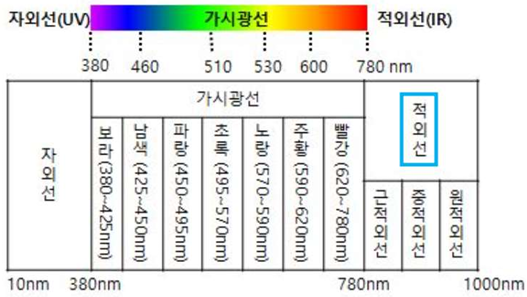 자외선(UV) 가시광선 적외선(IR)
380 460 510 530 600 780 nm
가시광선
자외선
보라(380~425nm)
남색 (425~450nm)
파랑 (450~495nm)
초록 (495~570nm)
노랑 (570~590nm)
주황 (590~620nm)
빨강 (620~780nm)
적외선
근적외선
중적외선
원적외선
10nm 380nm 780nm 1000nm